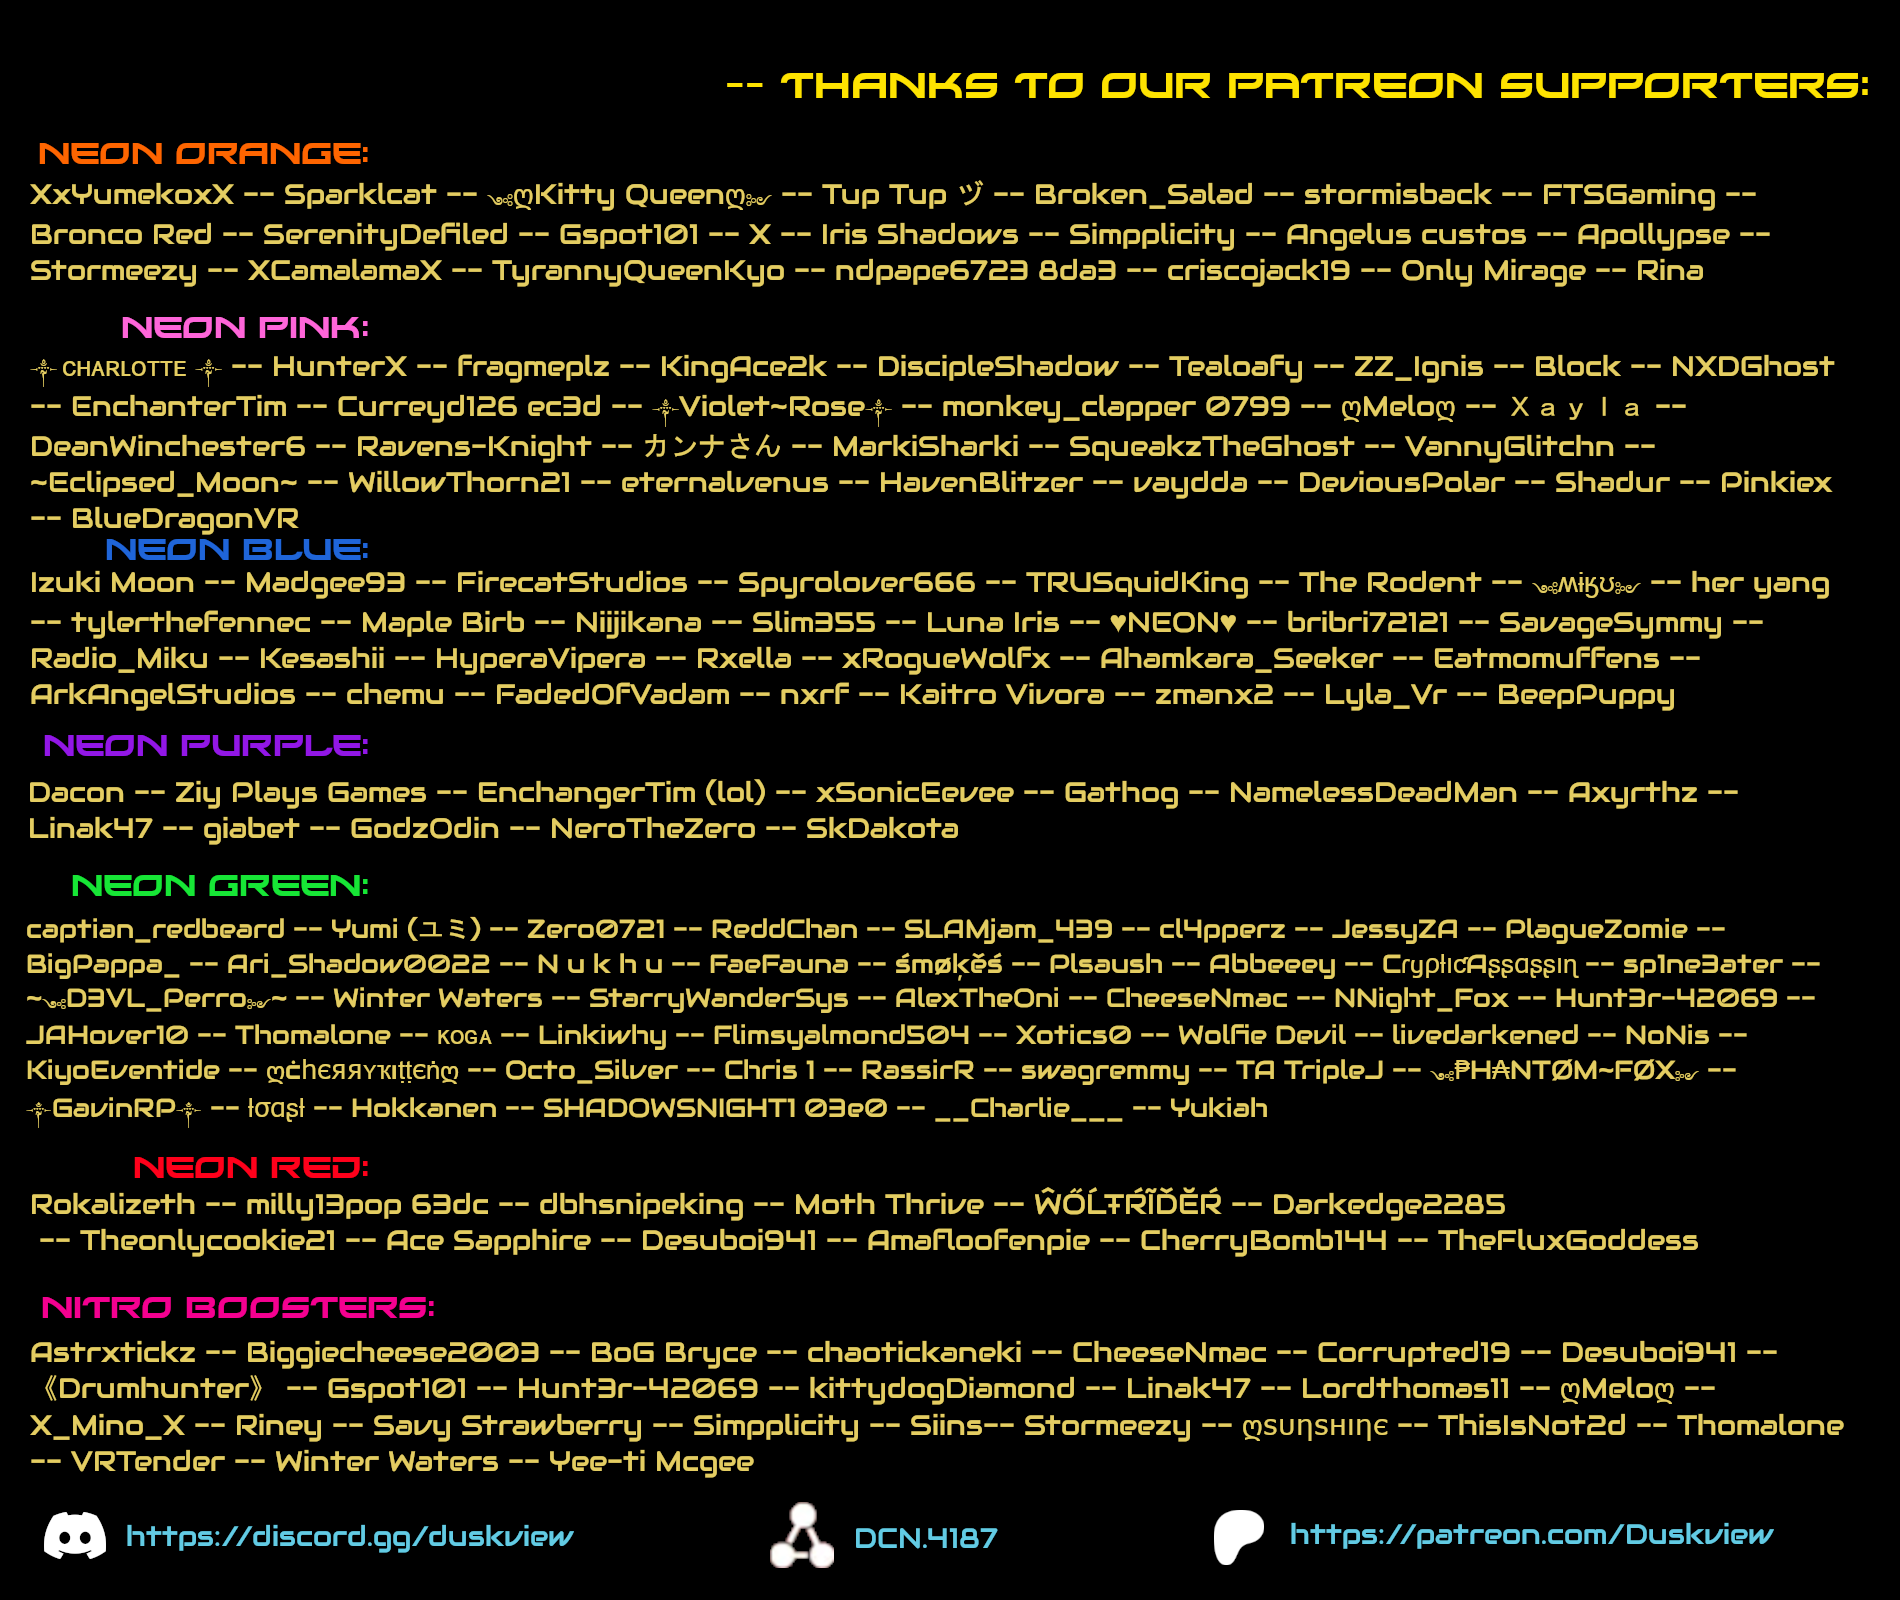 -- THANKS TO OUR PATREON SUPPORTERS:
NEON ORANGE:
XxYumekoxX -- Sparklcat -- ༺ღKitty Queenღ༻ -- Tup Tup ヅ -- Broken_Salad -- stormisback -- FTSGaming --
Bronco Red -- SerenityDefiled -- Gspot101 -- X -- Iris Shadows -- Simpplicity -- Angelus custos -- Apollypse --
Stormeezy -- XCamalamaX -- TyrannyQueenKyo -- ndpape6723 8da3 -- criscojack19 -- Only Mirage -- Rina
NEON PINK:
༒ ᴄʜᴀʀʟᴏᴛᴛᴇ ༒ -- HunterX -- fragmeplz -- KingAce2k -- DiscipleShadow -- Tealoafy -- ZZ_Ignis -- Block -- NXDGhost
-- EnchanterTim -- Curreyd126 ec3d -- ༒Violet~Rose༒ -- monkey_clapper 0799 -- ღMeloღ -- Ｘａｙｌａ --
DeanWinchester6 -- Ravens-Knight -- カンナさん -- MarkiSharki -- SqueakzTheGhost -- VannyGlitchn --
~Eclipsed_Moon~ -- WillowThorn21 -- eternalvenus -- HavenBlitzer -- vaydda -- DeviousPolar -- Shadur -- Pinkiex
-- BlueDragonVR
NEON BLUE:
Izuki Moon -- Madgee93 -- FirecatStudios -- Spyrolover666 -- TRUSquidKing -- The Rodent -- ༺ʍɨӄʊ༻ -- her yang
-- tylerthefennec -- Maple Birb -- Niijikana -- Slim355 -- Luna Iris -- ♥NEON♥ -- bribri72121 -- SavageSymmy --
Radio_Miku -- Kesashii -- HyperaVipera -- Rxella -- xRogueWolfx -- Ahamkara_Seeker -- Eatmomuffens --
ArkAngelStudios -- chemu -- FadedOfVadam -- nxrf -- Kaitro Vivora -- zmanx2 -- Lyla_Vr -- BeepPuppy
NEON PURPLE:
Dacon -- Ziy Plays Games -- EnchangerTim (lol) -- xSonicEevee -- Gathog -- NamelessDeadMan -- Axyrthz --
Linak47 -- giabet -- GodzOdin -- NeroTheZero -- SkDakota
NEON GREEN:
captian_redbeard -- Yumi (ユミ) -- Zero0721 -- ReddChan -- SLAMjam_439 -- cl4pperz -- JessyZA -- PlagueZomie --
BigPappa_ -- Ari_Shadow0022 -- N u k h u -- FaeFauna -- śmøķěś -- Plsaush -- Abbeeey -- CɾყρƚιƈAʂʂαʂʂιɳ -- sp1ne3ater --
~༺D3VL_Perro༻~ -- Winter Waters -- StarryWanderSys -- AlexTheOni -- CheeseNmac -- NNight_Fox -- Hunt3r-42069 --
JAHover10 -- Thomalone -- ᴋᴏɢᴀ -- Linkiwhy -- Flimsyalmond504 -- Xotics0 -- Wolfie Devil -- livedarkened -- NoNis --
KiyoEventide -- ღċhєяяʏĸıţţєṅღ -- Octo_Silver -- Chris 1 -- RassirR -- swagremmy -- TA TripleJ -- ༺₱H₳NTØM~FØX༻ --
༒GavinRP༒ -- ƚσαʂƚ -- Hokkanen -- SHADOWSNIGHT1 03e0 -- __Charlie___ -- Yukiah
NEON RED:
Rokalizeth -- milly13pop 63dc -- dbhsnipeking -- Moth Thrive -- ŴŐĹŦŔĨĎĔŔ -- Darkedge2285
-- Theonlycookie21 -- Ace Sapphire -- Desuboi941 -- Amafloofenpie -- CherryBomb144 -- TheFluxGoddess
NITRO BOOSTERS:
Astrxtickz -- Biggiecheese2003 -- BoG Bryce -- chaotickaneki -- CheeseNmac -- Corrupted19 -- Desuboi941 --
《Drumhunter》 -- Gspot101 -- Hunt3r-42069 -- kittydogDiamond -- Linak47 -- Lordthomas11 -- ღMeloღ --
X_Mino_X -- Riney -- Savy Strawberry -- Simpplicity -- Siins-- Stormeezy -- ღsᴜηsʜıηє -- ThisIsNot2d -- Thomalone
-- VRTender -- Winter Waters -- Yee-ti Mcgee
https://discord.gg/duskview
DCN.4187
https://patreon.com/Duskview